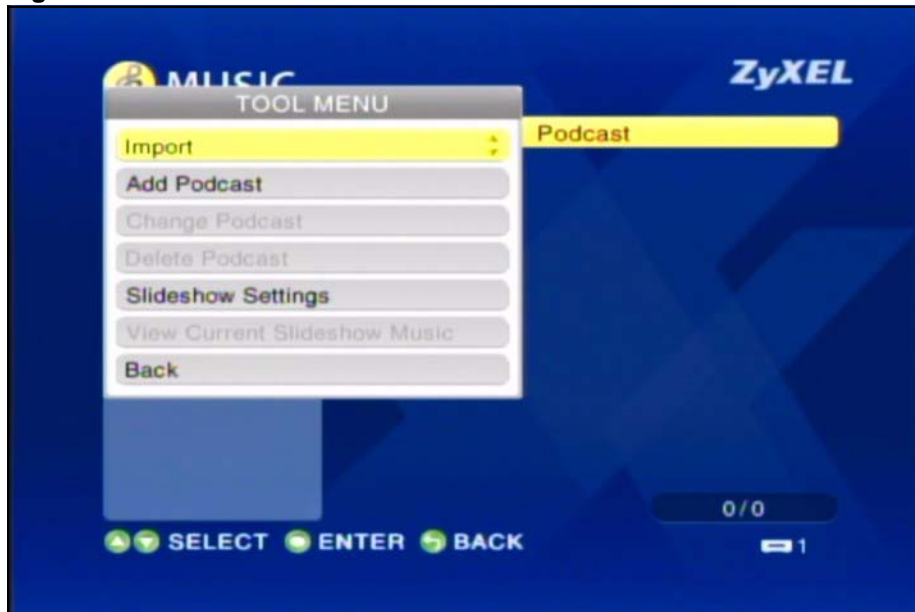 MUSIC
ZyXEL
TOOL MENU
Podcast
Import
Add Podcast
Change Podcast
Delete Podcast
Slideshow Settings
View Current Slideshow Music
Back
0/0
SELECT ENTER BACK
1